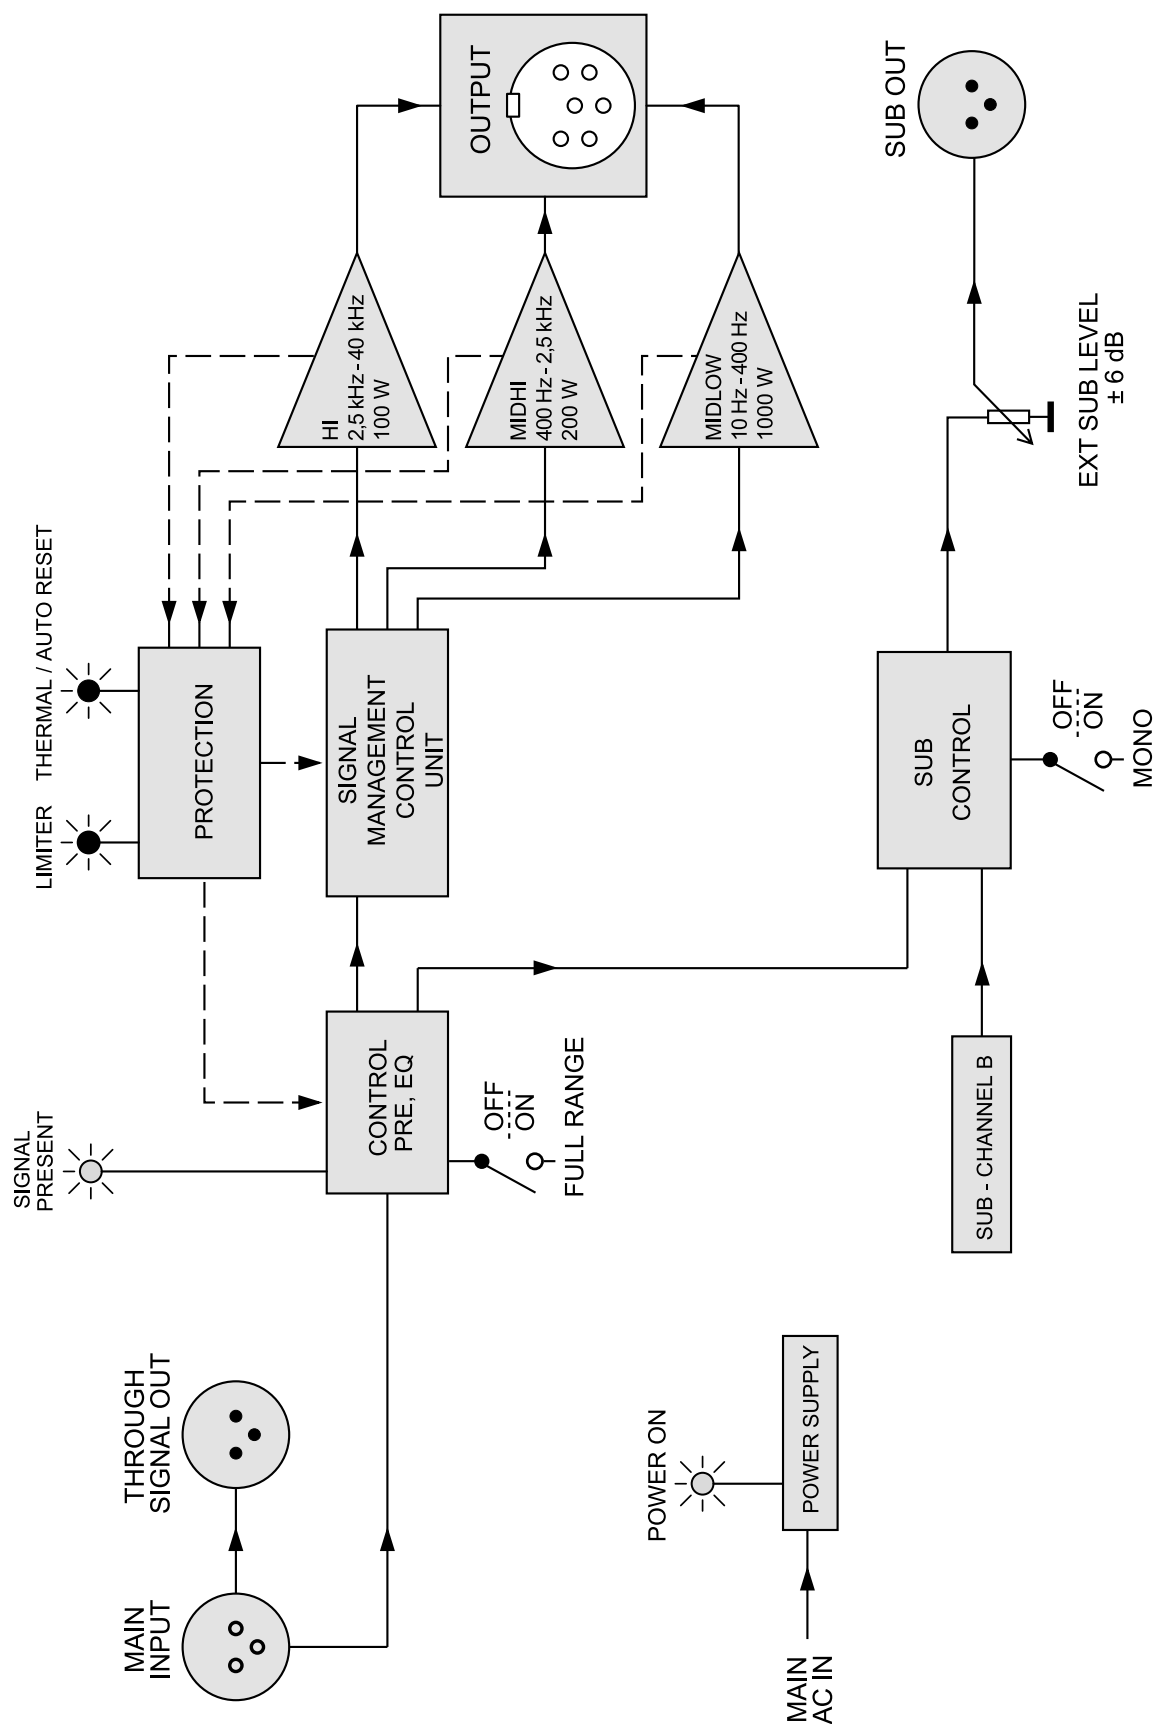 MAIN
INPUT
THROUGH
SIGNAL OUT
SIGNAL
PRESENT
LIMITER
THERMAL / AUTO RESET
PROTECTION
CONTROL
PRE, EQ
OFF
ON
FULL RANGE
SIGNAL
MANAGEMENT
CONTROL
UNIT
HI
2,5 kHz - 40 kHz
100 W
MIDHI
400 Hz - 2,5 kHz
200 W
MIDLOW
10 Hz - 400 Hz
1000 W
OUTPUT
MAIN
AC IN
POWER ON
POWER SUPPLY
SUB - CHANNEL B
SUB
CONTROL
OFF
ON
MONO
EXT SUB LEVEL
± 6 dB
SUB OUT